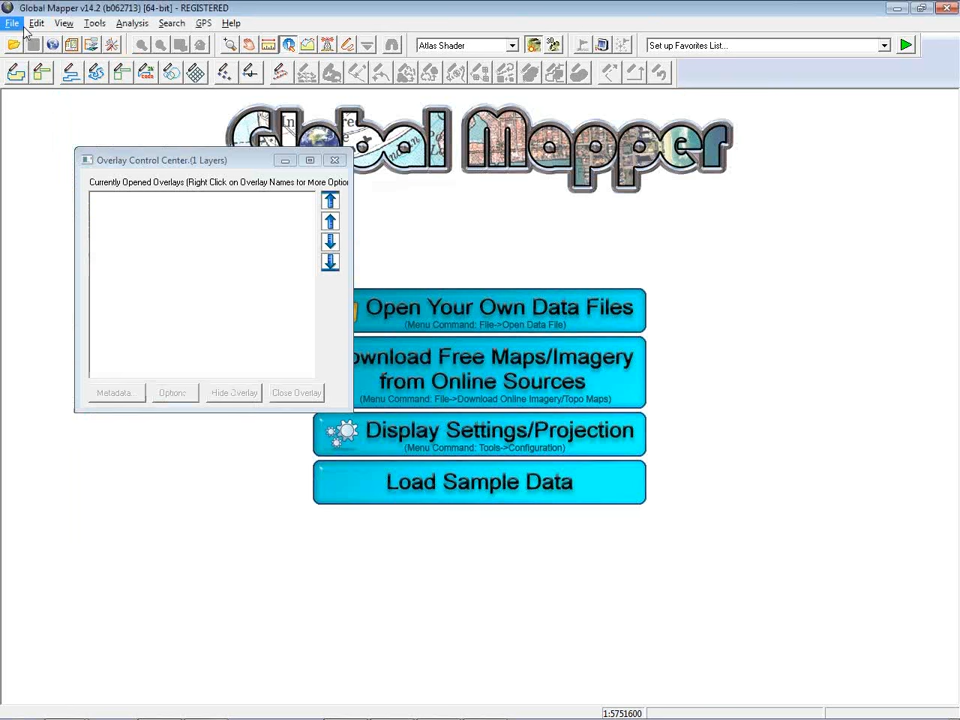 Global Mapper v14.2 (b062713) [64-bit] - REGISTERED
File Edit View Tools Analysis Search GPS Help
Atlas Shader
Set up Favorites List...
Global Mapper
Overlay Control Center (1 Layers)
Currently Opened Overlays (Right Click on Overlay Names for More Option
Metadata... Options Hide Overlay Close Overlay
Open Your Own Data Files
(Menu Command: File->Open Data File)
ownload Free Maps/Imagery
from Online Sources
(Menu Command: File->Download Online Imagery/Topo Maps)
Display Settings/Projection
(Menu Command: Tools->Configuration)
Load Sample Data
1:5751600